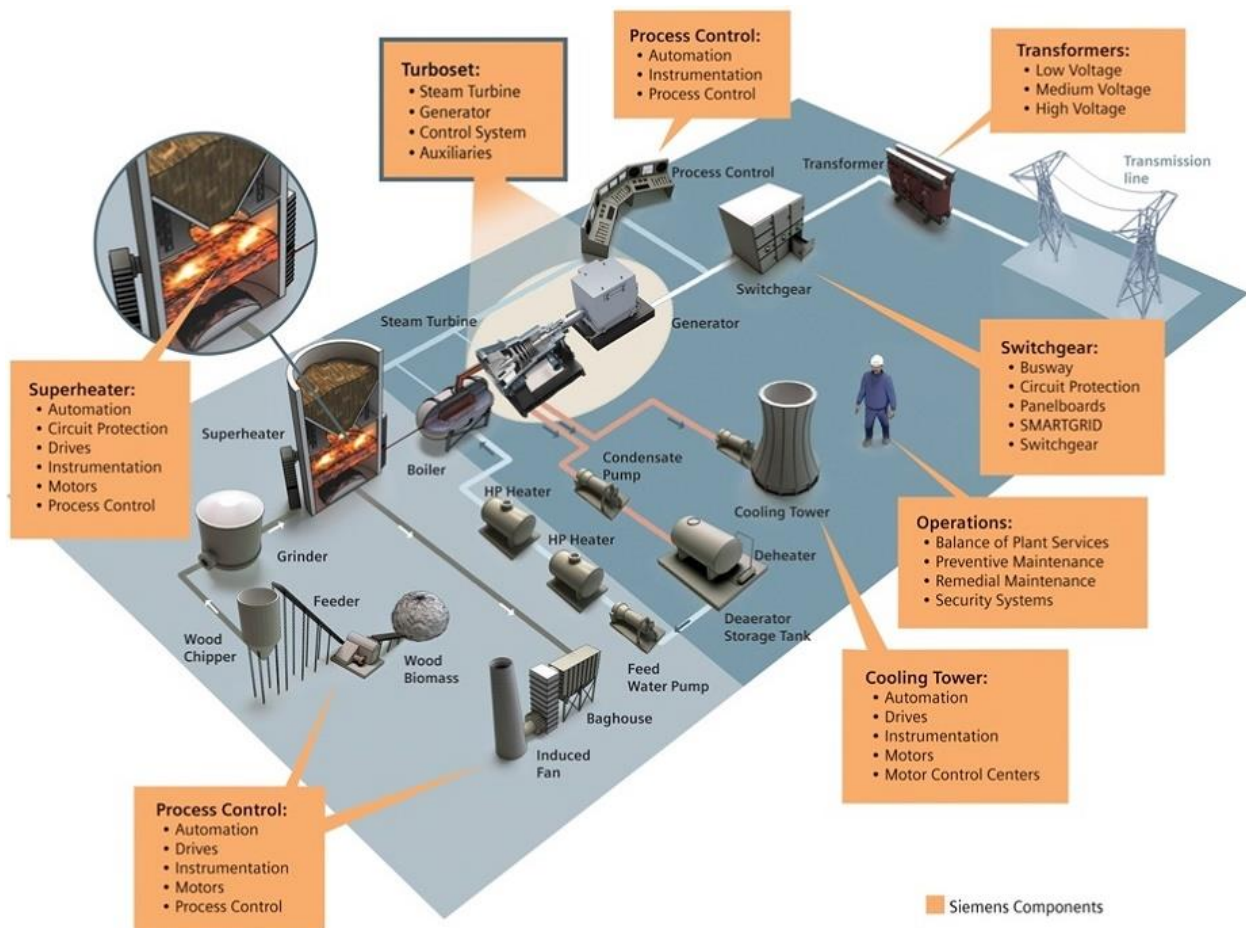 Process Control:
• Automation
• Instrumentation
• Process Control
Transformers:
• Low Voltage
• Medium Voltage
• High Voltage
Turboset:
• Steam Turbine
• Generator
• Control System
• Auxiliaries
Process Control
Transformer
Transmission
line
Switchgear
Steam Turbine
Generator
Superheater:
• Automation
• Circuit Protection
• Drives
• Instrumentation
• Motors
• Process Control
Switchgear:
• Busway
• Circuit Protection
• Panelboards
• SMARTGRID
• Switchgear
Superheater
Boiler
Condensate
Pump
HP Heater
Cooling Tower
Operations:
• Balance of Plant Services
• Preventive Maintenance
• Remedial Maintenance
• Security Systems
Grinder
HP Heater
Deheater
Feeder
Deaerator
Storage Tank
Wood
Chipper
Wood
Biomass
Feed
Water Pump
Cooling Tower:
• Automation
• Drives
• Instrumentation
• Motors
• Motor Control Centers
Baghouse
Induced
Fan
Process Control:
• Automation
• Drives
• Instrumentation
• Motors
• Process Control
Siemens Components